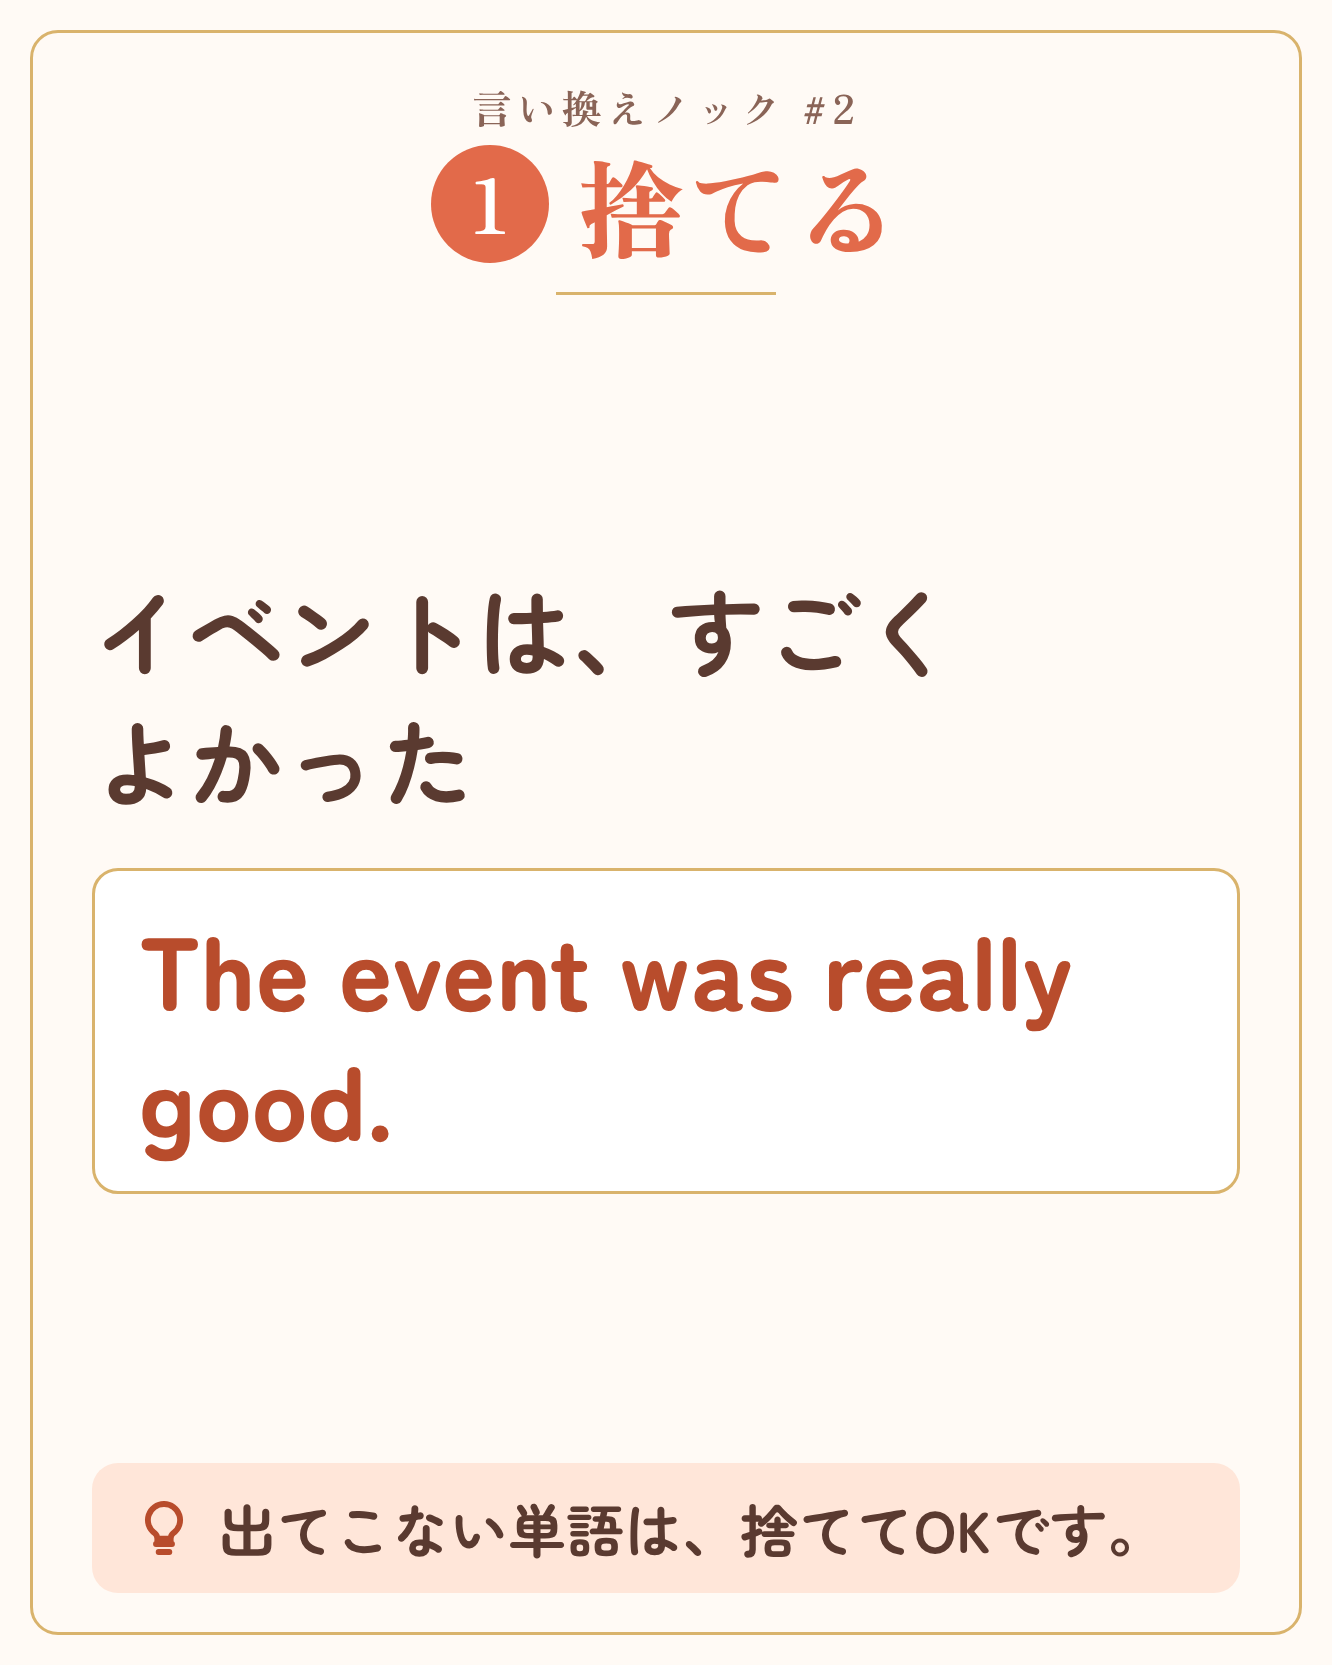 言い換えノック #2
1 捨てる
イベントは、すごく
よかった
The event was really
good.
出てこない単語は、捨ててOKです。